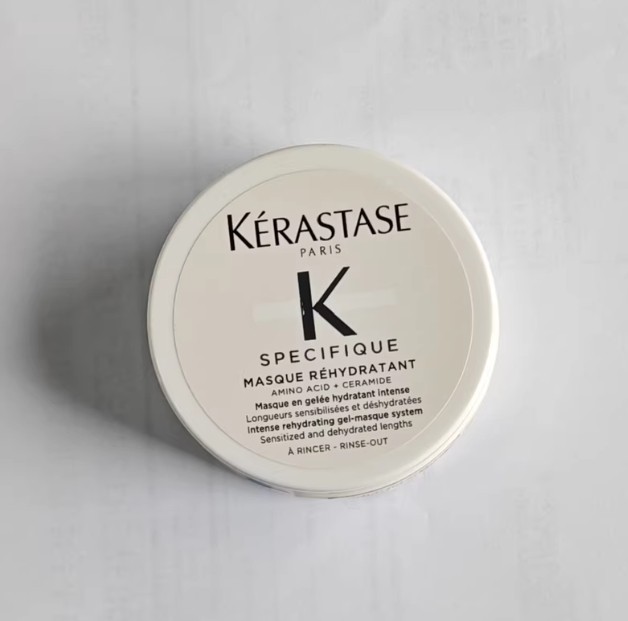 KÉRASTASE
PARIS
K
SPECIFIQUE
MASQUE RÉHYDRATANT
AMINO ACID + CERAMIDE
Masque en gelée hydratant intense
Longueurs sensibilisées et déshydratées
Intense rehydrating gel-masque system
Sensitized and dehydrated lengths
À RINCER - RINSE-OUT